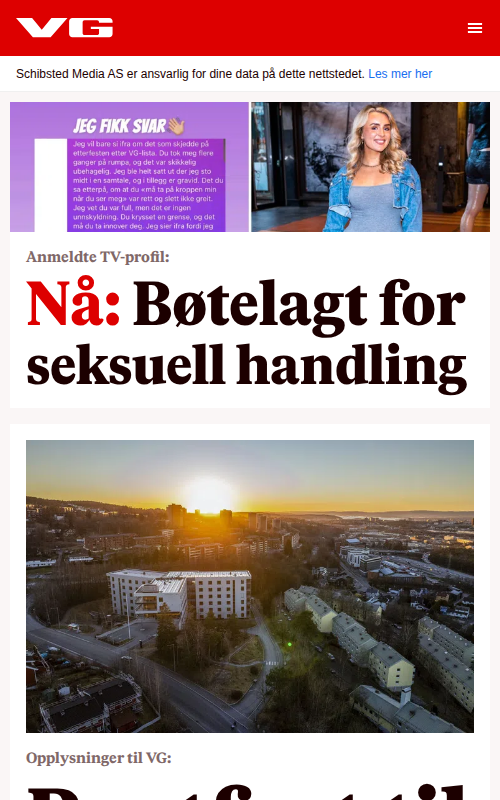 VG
Schibsted Media AS er ansvarlig for dine data på dette nettstedet. Les mer her
JEG FIKK SVAR 👋🏼
Jeg vil bare si ifra om det som skjedde på
etterfesten etter VG-lista. Du tok meg flere
ganger på rumpa, og det var skikkelig
ubehagelig. Jeg ble helt satt ut der jeg sto
midt i en samtale, og i tillegg er gravid. Det du
sa etterpå, om at du «må ta på kroppen min
når du ser meg» var rett og slett ikke greit.
Jeg vet du var full, men det er ingen
unnskyldning. Du krysset en grense, og det
må du ta innover deg. Jeg sier ifra fordi jeg
Anmeldte TV-profil:
Nå: Bøtelagt for
seksuell handling
Opplysninger til VG: